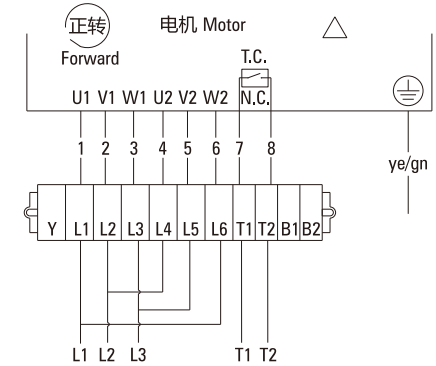 正转 电机 Motor
Forward
T.C.
U1 V1 W1 U2 V2 W2 N.C.
1 2 3 4 5 6 7 8
ye/gn
Y L1 L2 L3 L4 L5 L6 T1 T2 B1 B2
L1 L2 L3 T1 T2